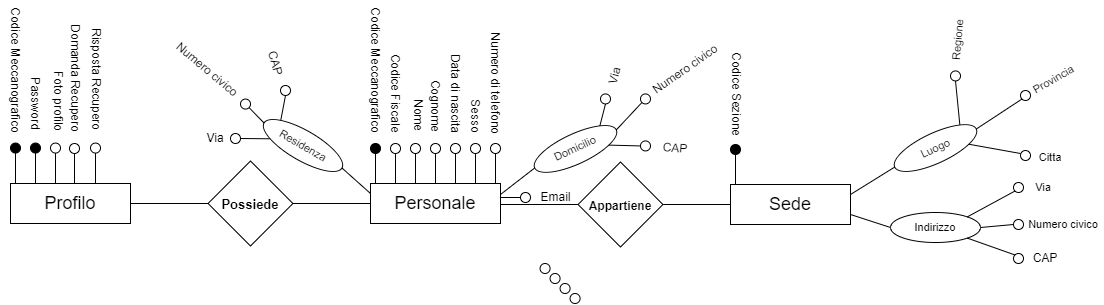 Codice Meccanografico
Password
Foto profilo
Domanda Recupero
Risposta Recupero
Profilo
Possiede
Via
Numero civico
CAP
Residenza
Codice Meccanografico
Codice Fiscale
Nome
Cognome
Data di nascita
Sesso
Numero di telefono
Personale
Email
Domicilio
Via
Numero civico
CAP
Appartiene
Codice Sezione
Sede
Luogo
Regione
Provincia
Citta
Indirizzo
Via
Numero civico
CAP